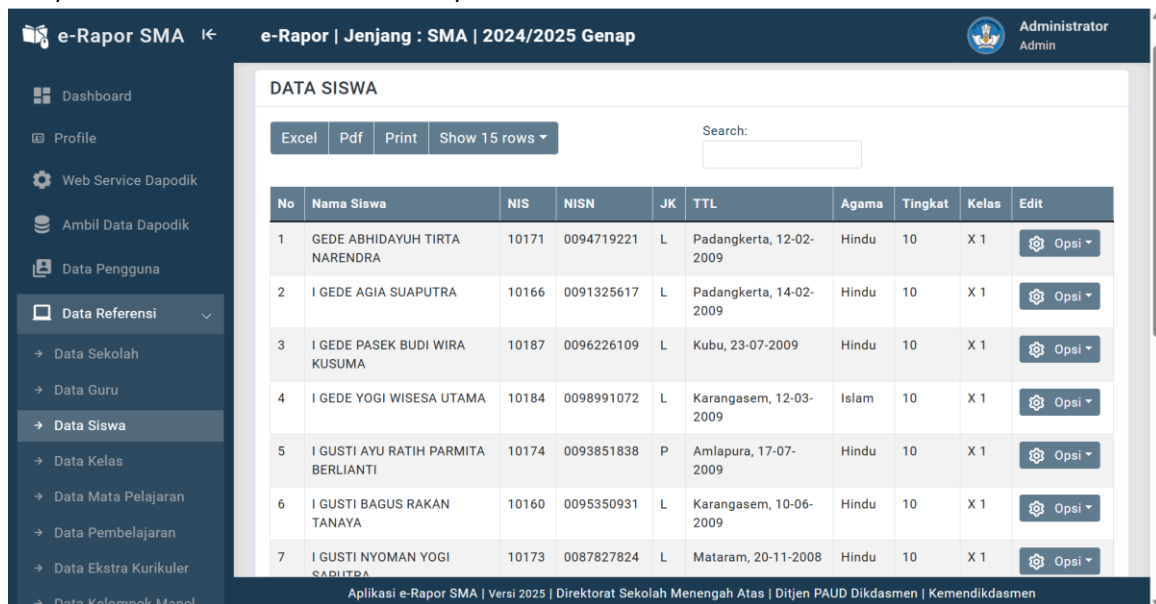 e-Rapor SMA
e-Rapor | Jenjang : SMA | 2024/2025 Genap
Administrator
Admin
Dashboard
Profile
Web Service Dapodik
Ambil Data Dapodik
Data Pengguna
Data Referensi
Data Sekolah
Data Guru
Data Siswa
Data Kelas
Data Mata Pelajaran
Data Pembelajaran
Data Ekstra Kurikuler
Data Kelompok Mapel
DATA SISWA
Excel Pdf Print Show 15 rows
Search:
No Nama Siswa NIS NISN JK TTL Agama Tingkat Kelas Edit
1 GEDE ABHIDAYUH TIRTA 10171 0094719221 L Padangkerta, 12-02- Hindu 10 X 1 Opsi
NARENDRA 2009
2 I GEDE AGIA SUAPUTRA 10166 0091325617 L Padangkerta, 14-02- Hindu 10 X 1 Opsi
2009
3 I GEDE PASEK BUDI WIRA 10187 0096226109 L Kubu, 23-07-2009 Hindu 10 X 1 Opsi
KUSUMA
4 I GEDE YOGI WISESA UTAMA 10184 0098991072 L Karangasem, 12-03- Islam 10 X 1 Opsi
2009
5 I GUSTI AYU RATIH PARMITA 10174 0093851838 P Amlapura, 17-07- Hindu 10 X 1 Opsi
BERLIANTI 2009
6 I GUSTI BAGUS RAKAN 10160 0095350931 L Karangasem, 10-06- Hindu 10 X 1 Opsi
TANAYA 2009
7 I GUSTI NYOMAN YOGI 10173 0087827824 L Mataram, 20-11-2008 Hindu 10 X 1 Opsi
SAPUTRA
Aplikasi e-Rapor SMA | Versi 2025 | Direktorat Sekolah Menengah Atas | Ditjen PAUD Dikdasmen | Kemendikdasmen